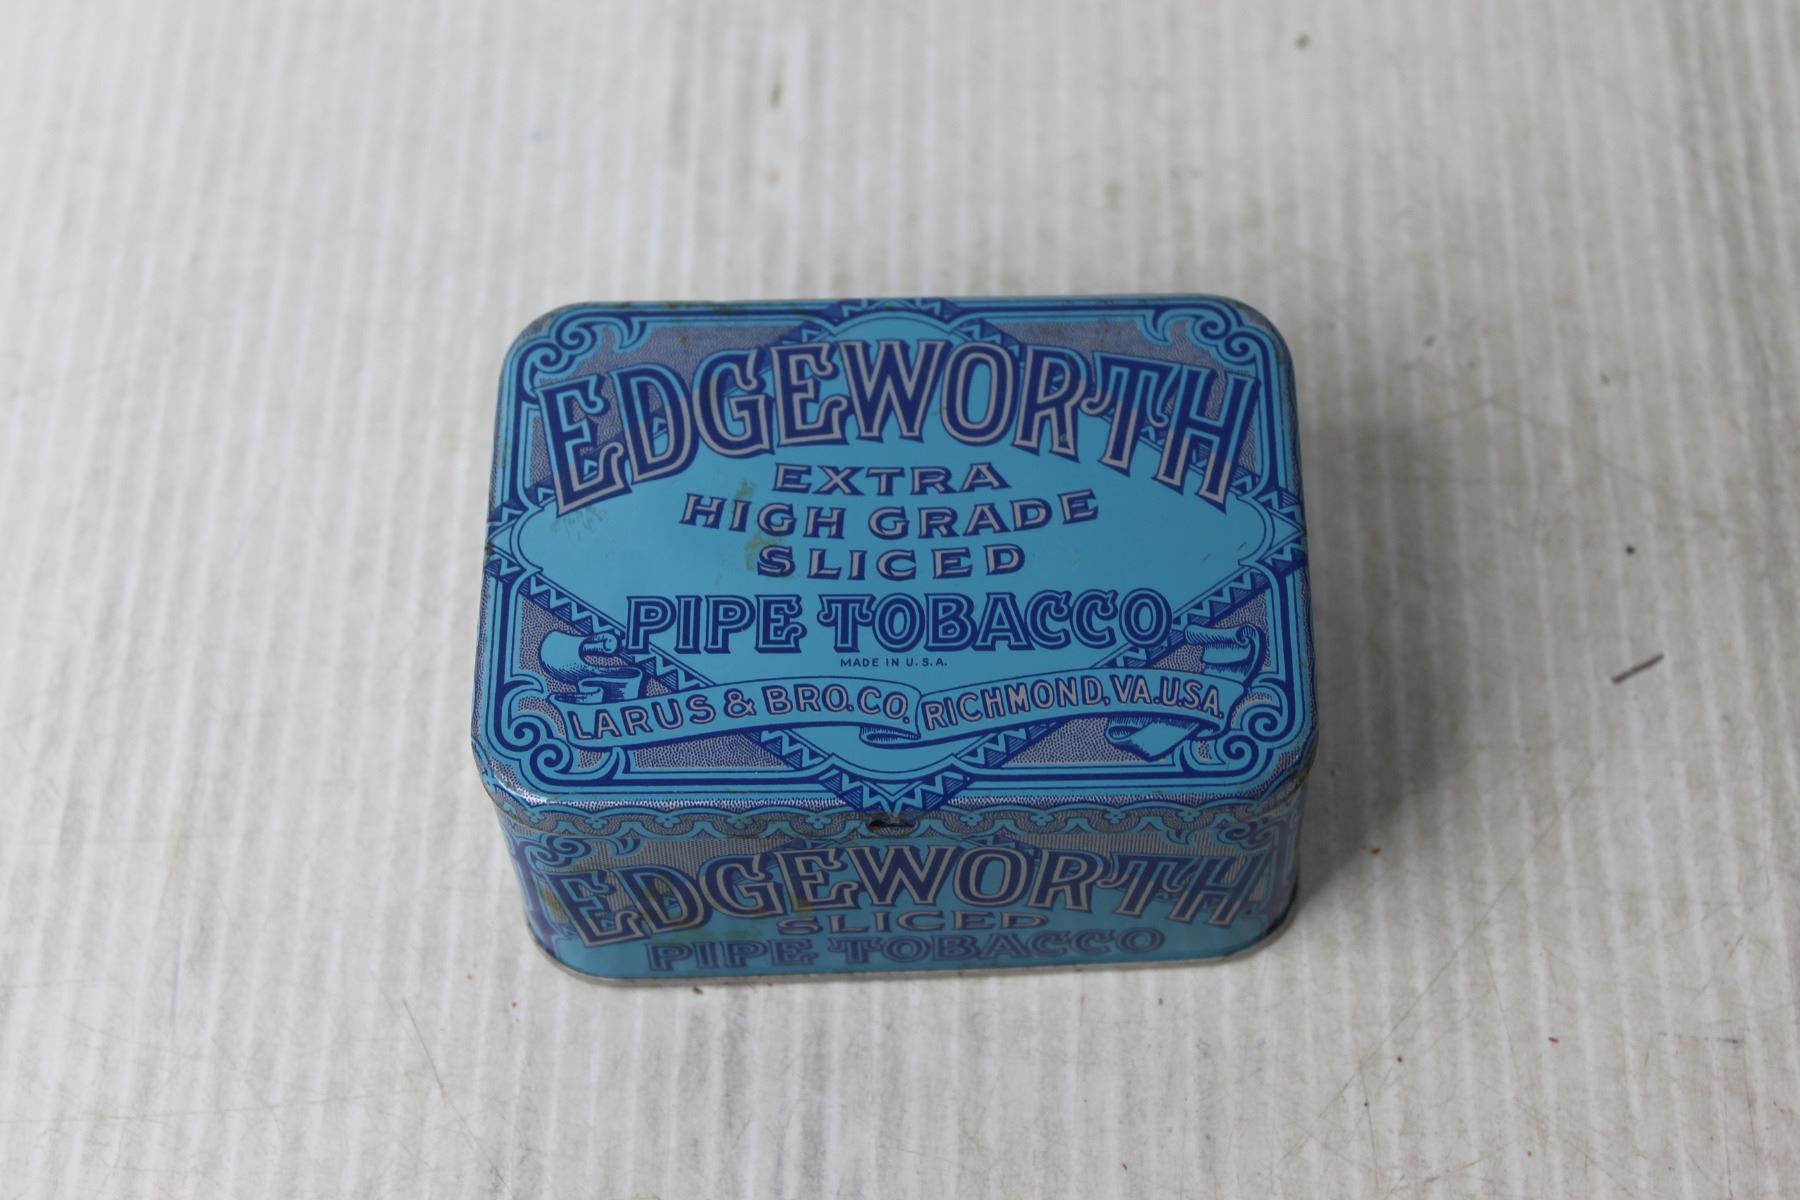 EDGEWORTH
EXTRA
HIGH GRADE
SLICED
PIPE TOBACCO
MADE IN U.S.A.
LARUS & BRO.CO. RICHMOND, VA.U.S.A.
EDGEWORTH
SLICED
PIPE TOBACCO